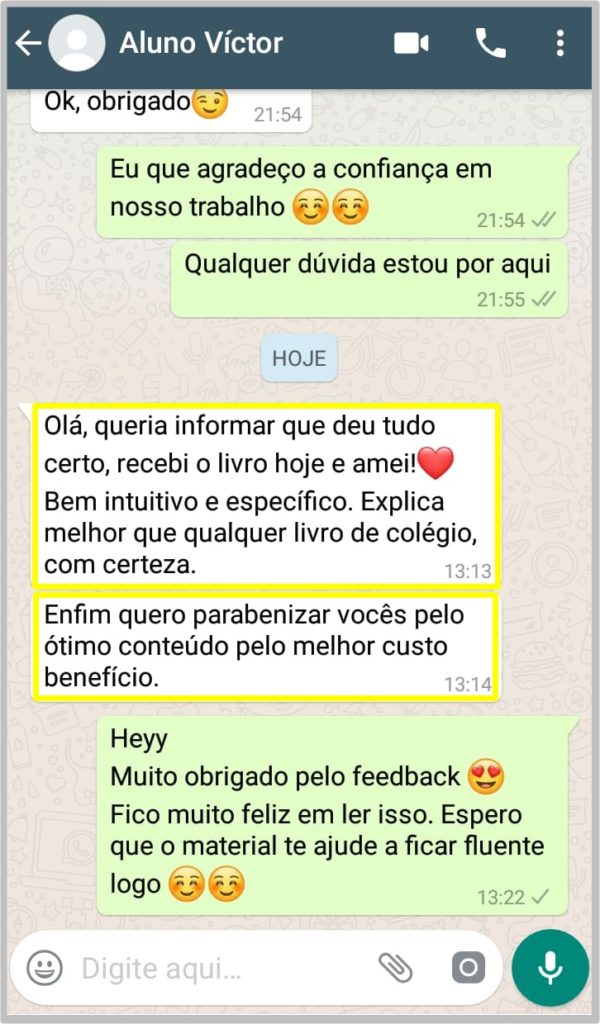 Aluno Víctor
Ok, obrigado😉
21:54
Eu que agradeço a confiança em
nosso trabalho ☺️☺️
21:54
Qualquer dúvida estou por aqui
21:55
HOJE
Olá, queria informar que deu tudo
certo, recebi o livro hoje e amei!❤️
Bem intuitivo e específico. Explica
melhor que qualquer livro de colégio,
com certeza.
13:13
Enfim quero parabenizar vocês pelo
ótimo conteúdo pelo melhor custo
benefício.
13:14
Heyy
Muito obrigado pelo feedback 😍
Fico muito feliz em ler isso. Espero
que o material te ajude a ficar fluente
logo ☺️☺️
13:22
Digite aqui...